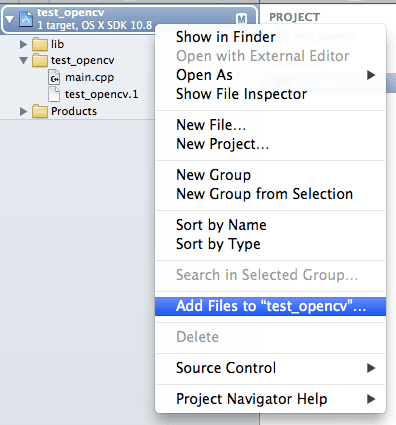 test_opencv
M
1 target, OS X SDK 10.8
lib
test_opencv
main.cpp
test_opencv.1
Products
PROJECT
Show in Finder
Open with External Editor
Open As
Show File Inspector
New File...
New Project...
New Group
New Group from Selection
Sort by Name
Sort by Type
Search in Selected Group...
Add Files to “test_opencv”...
Delete
Source Control
Project Navigator Help